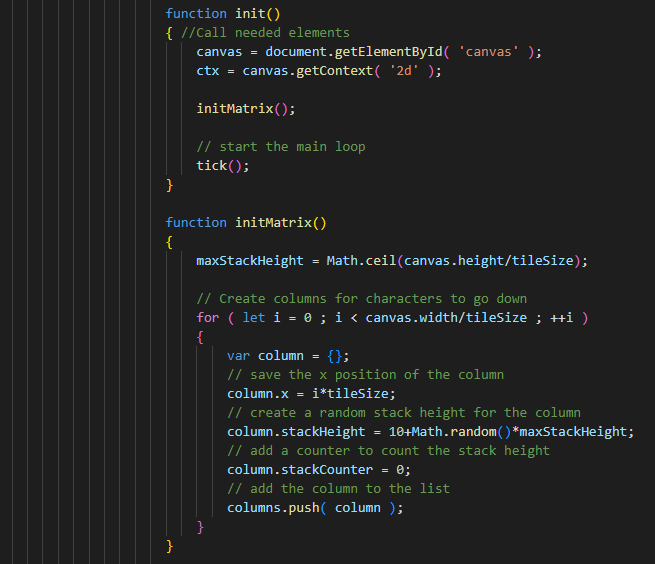 function init()
{ //Call needed elements
canvas = document.getElementById( 'canvas' );
ctx = canvas.getContext( '2d' );
initMatrix();
// start the main loop
tick();
}
function initMatrix()
{
maxStackHeight = Math.ceil(canvas.height/tileSize);
// Create columns for characters to go down
for ( let i = 0 ; i < canvas.width/tileSize ; ++i )
{
var column = {};
// save the x position of the column
column.x = i*tileSize;
// create a random stack height for the column
column.stackHeight = 10+Math.random()*maxStackHeight;
// add a counter to count the stack height
column.stackCounter = 0;
// add the column to the list
columns.push( column );
}
}